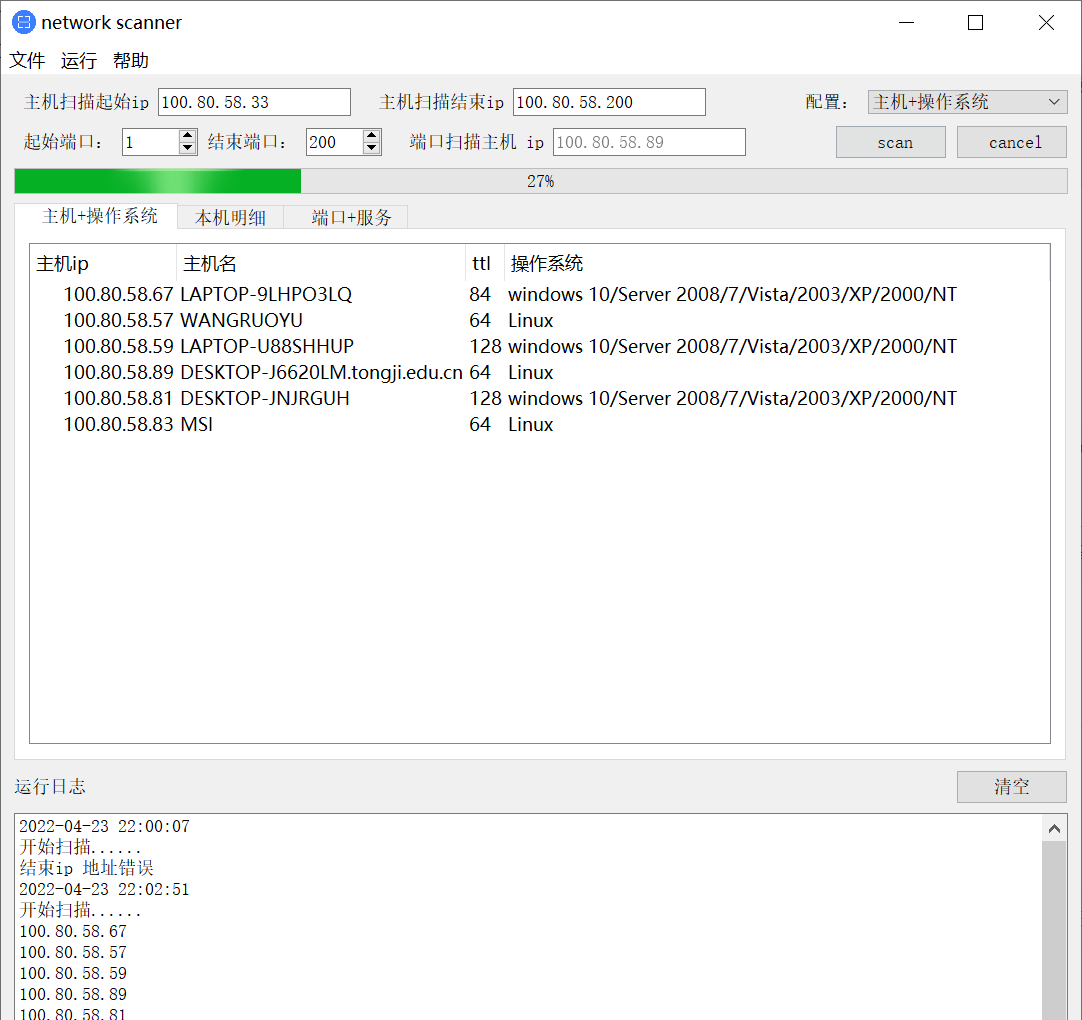 network scanner
文件 运行 帮助
主机扫描起始ip 100.80.58.33 主机扫描结束ip 100.80.58.200 配置： 主机+操作系统
起始端口： 1 结束端口： 200 端口扫描主机 ip 100.80.58.89 scan cancel
27%
主机+操作系统 本机明细 端口+服务
主机ip 主机名 ttl 操作系统
100.80.58.67 LAPTOP-9LHPO3LQ 84 windows 10/Server 2008/7/Vista/2003/XP/2000/NT
100.80.58.57 WANGRUOYU 64 Linux
100.80.58.59 LAPTOP-U88SHHUP 128 windows 10/Server 2008/7/Vista/2003/XP/2000/NT
100.80.58.89 DESKTOP-J6620LM.tongji.edu.cn 64 Linux
100.80.58.81 DESKTOP-JNJRGUH 128 windows 10/Server 2008/7/Vista/2003/XP/2000/NT
100.80.58.83 MSI 64 Linux
运行日志 清空
2022-04-23 22:00:07
开始扫描......
结束ip 地址错误
2022-04-23 22:02:51
开始扫描......
100.80.58.67
100.80.58.57
100.80.58.59
100.80.58.89
100.80.58.81